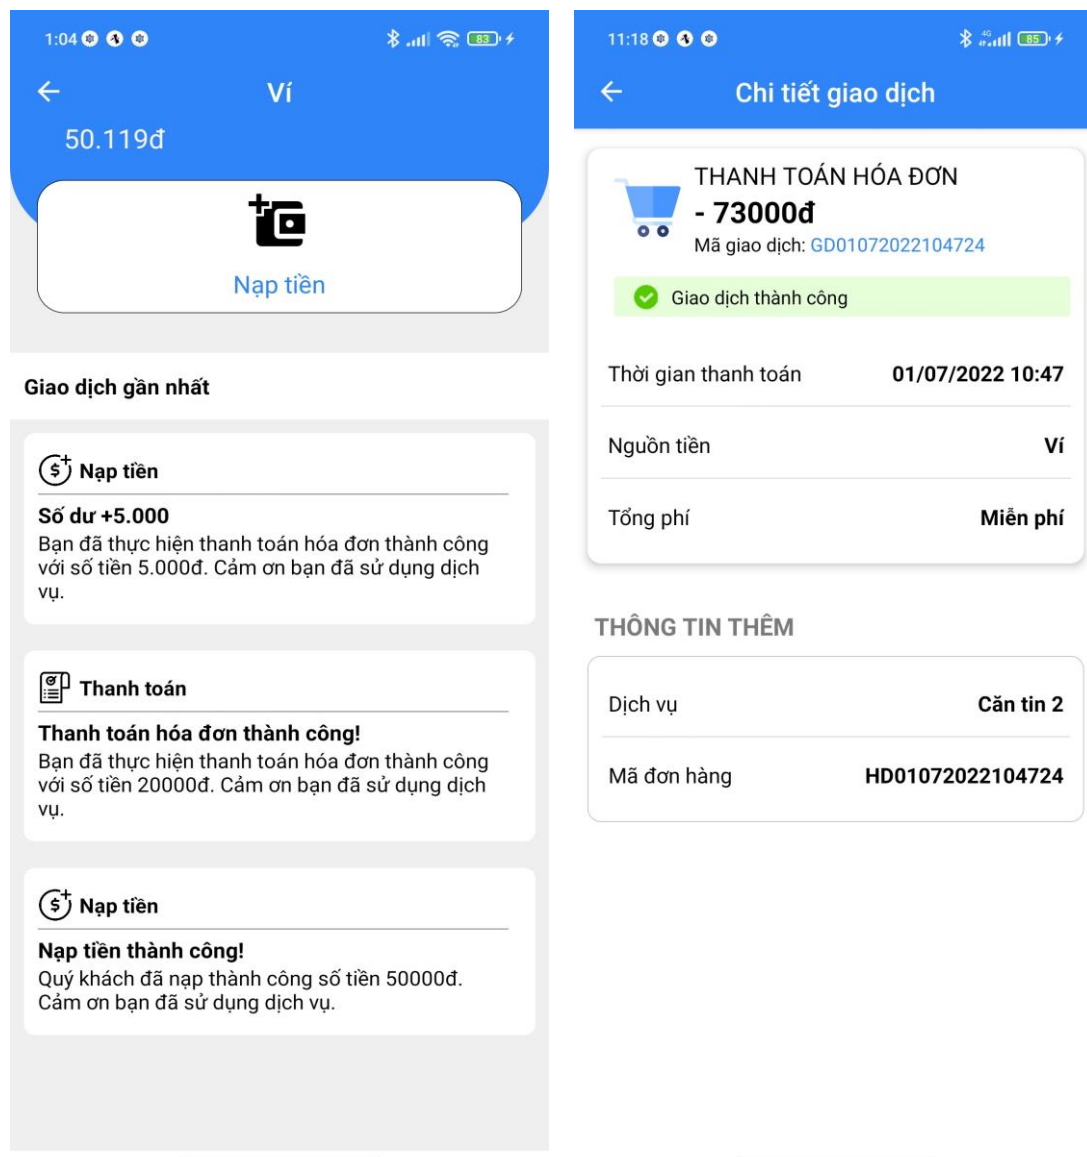 1:04
83
Ví
50.119đ
Nạp tiền
Giao dịch gần nhất
Nạp tiền
Số dư +5.000
Bạn đã thực hiện thanh toán hóa đơn thành công
với số tiền 5.000đ. Cảm ơn bạn đã sử dụng dịch
vụ.
Thanh toán
Thanh toán hóa đơn thành công!
Bạn đã thực hiện thanh toán hóa đơn thành công
với số tiền 20000đ. Cảm ơn bạn đã sử dụng dịch
vụ.
Nạp tiền
Nạp tiền thành công!
Quý khách đã nạp thành công số tiền 50000đ.
Cảm ơn bạn đã sử dụng dịch vụ.
11:18
4G 85
Chi tiết giao dịch
THANH TOÁN HÓA ĐƠN
- 73000đ
Mã giao dịch: GD01072022104724
Giao dịch thành công
Thời gian thanh toán 01/07/2022 10:47
Nguồn tiền Ví
Tổng phí Miễn phí
THÔNG TIN THÊM
Dịch vụ Căn tin 2
Mã đơn hàng HD01072022104724